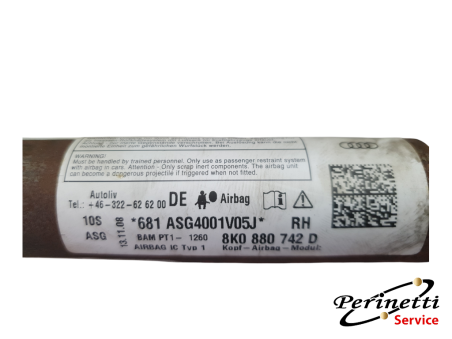 WARNING:
Must be handled by trained personnel. Only use as passenger restraint system
with airbag in cars. Attention - Only scrap inert components. The airbag unit
can become a dangerous projectile if triggered when not fitted.
Autoliv
Tel.: +46-322-62 62 00 DE Airbag
10S *681 ASG4001V05J* RH
ASG 13.11.08 BAM PT1- 1260 8K0 880 742 D
AIRBAG IC Typ 1 Kopf-Airbag-Modul
Perinetti
Service